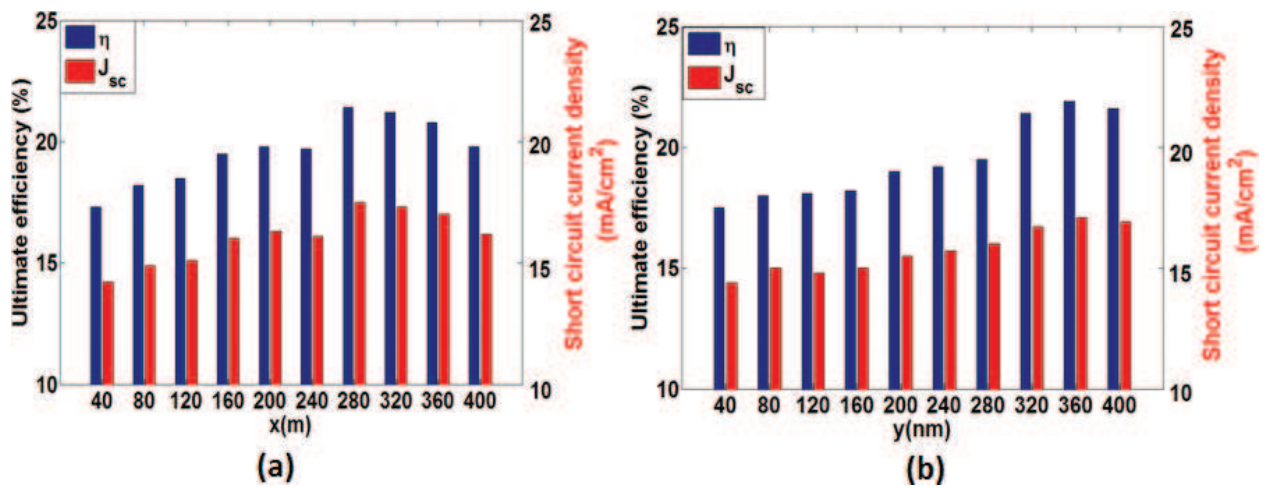 25
20
15
10
Ultimate efficiency (%)
η
J_sc
40 80 120 160 200 240 280 320 360 400
x(m)
25
20
15
10
Short circuit current density
(mA/cm²)
(a)
25
20
15
10
Ultimate efficiency (%)
η
J_sc
40 80 120 160 200 240 280 320 360 400
y(nm)
25
20
15
10
Short circuit current density
(mA/cm²)
(b)